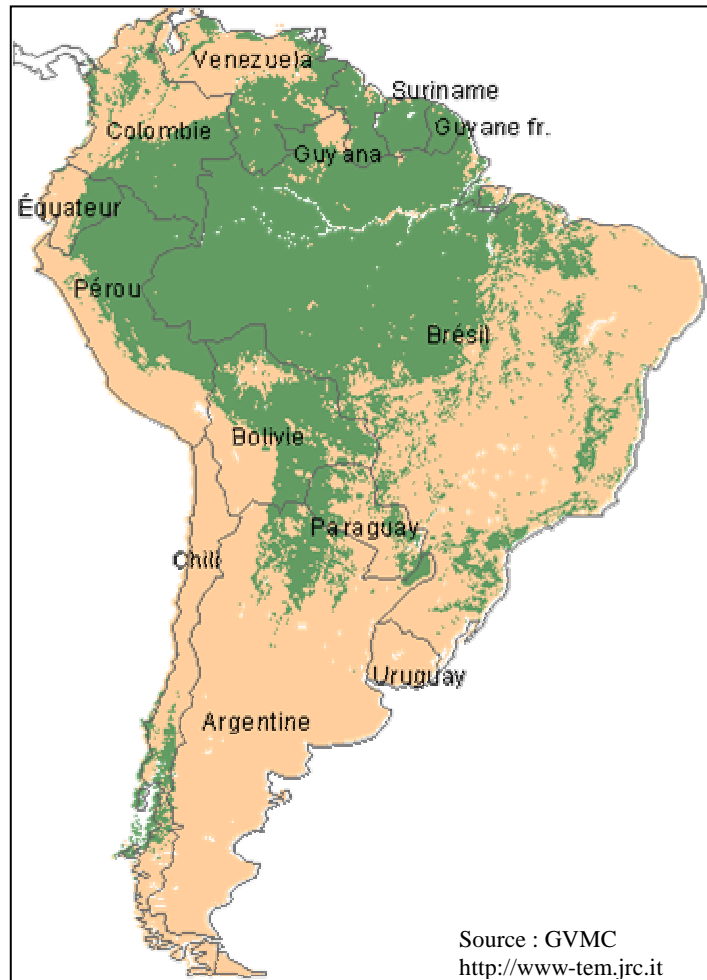 Venezuela
Suriname
Colombie
Guyane fr.
Guyana
Équateur
Pérou
Brésil
Bolivie
Paraguay
Chili
Uruguay
Argentine
Source : GVMC
http://www-tem.jrc.it